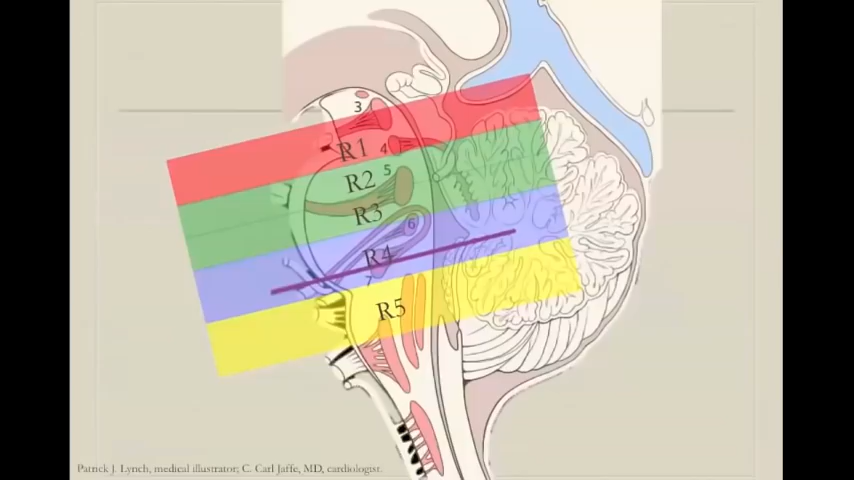 3
R1 4
R2 5
R3
6
R4
7
R5
Patrick J. Lynch, medical illustrator; C. Carl Jaffe, MD, cardiologist.